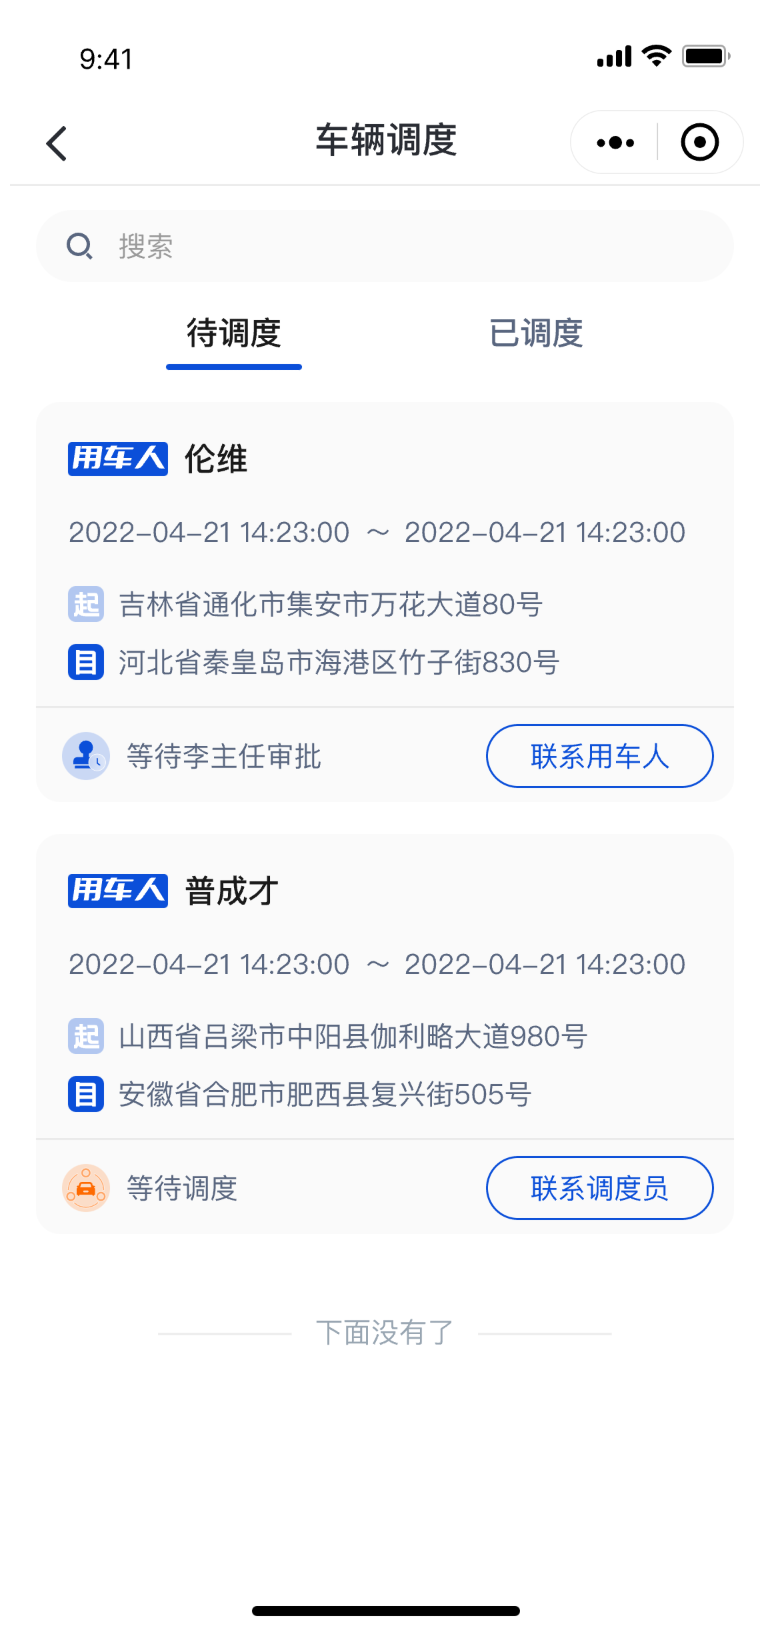 9:41
车辆调度
搜索
待调度 已调度
用车人 伦维
2022-04-21 14:23:00 ～ 2022-04-21 14:23:00
起 吉林省通化市集安市万花大道80号
目 河北省秦皇岛市海港区竹子街830号
等待李主任审批 联系用车人
用车人 普成才
2022-04-21 14:23:00 ～ 2022-04-21 14:23:00
起 山西省吕梁市中阳县伽利略大道980号
目 安徽省合肥市肥西县复兴街505号
等待调度 联系调度员
下面没有了